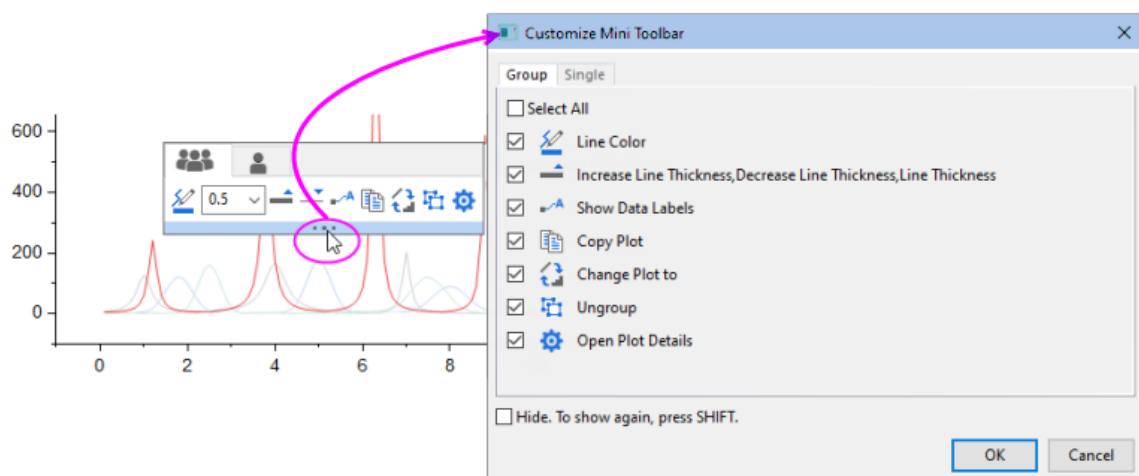 Customize Mini Toolbar
Group Single
Select All
Line Color
Increase Line Thickness,Decrease Line Thickness,Line Thickness
Show Data Labels
Copy Plot
Change Plot to
Ungroup
Open Plot Details
Hide. To show again, press SHIFT.
OK Cancel
0.5
600
400
200
0
0 2 4 6 8